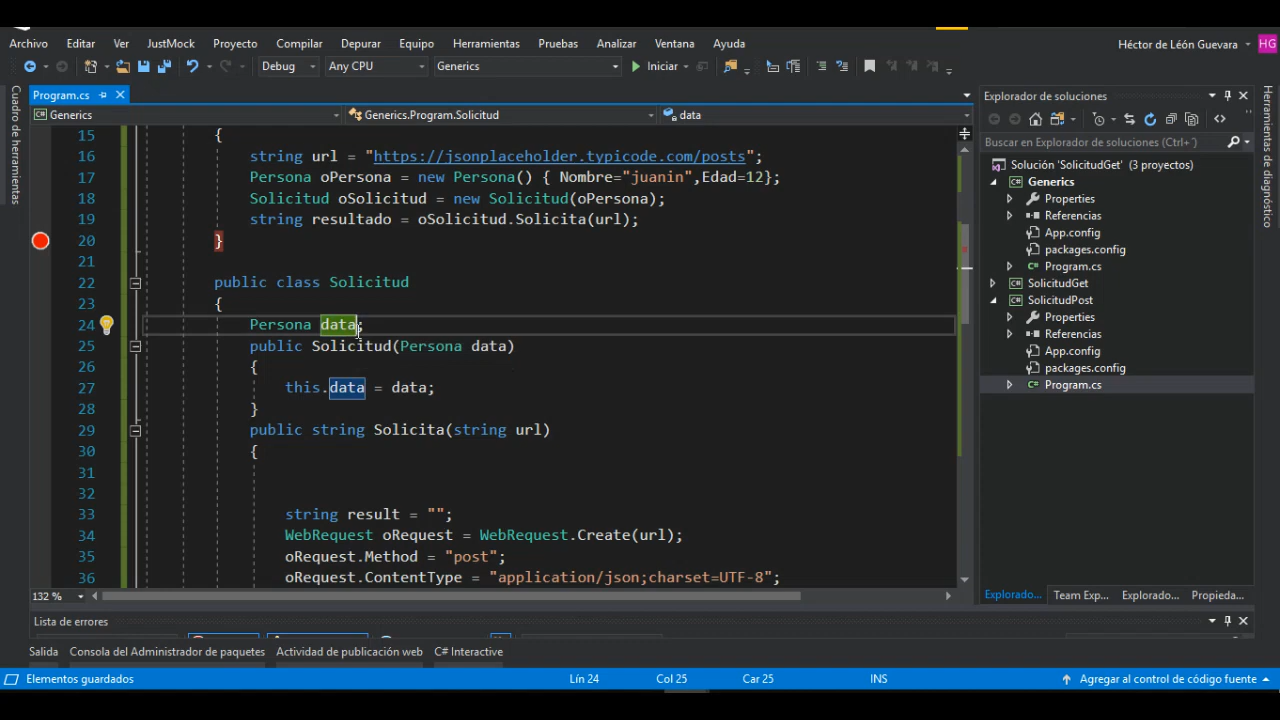 Archivo Editar Ver JustMock Proyecto Compilar Depurar Equipo Herramientas Pruebas Analizar Ventana Ayuda Héctor de León Guevara HG
Debug Any CPU Generics Iniciar
Cuadro de herramientas
Program.cs
Generics Generics.Program.Solicitud data
15 {
16 string url = "https://jsonplaceholder.typicode.com/posts";
17 Persona oPersona = new Persona() { Nombre="juanin",Edad=12};
18 Solicitud oSolicitud = new Solicitud(oPersona);
19 string resultado = oSolicitud.Solicita(url);
20 }
21
22 public class Solicitud
23 {
24 Persona data;
25 public Solicitud(Persona data)
26 {
27 this.data = data;
28 }
29 public string Solicita(string url)
30 {
31
32
33 string result = "";
34 WebRequest oRequest = WebRequest.Create(url);
35 oRequest.Method = "post";
36 oRequest.ContentType = "application/json;charset=UTF-8";
132 %
Explorador de soluciones
Buscar en Explorador de soluciones (Ctrl+´)
Solución 'SolicitudGet' (3 proyectos)
Generics
Properties
Referencias
App.config
packages.config
C# Program.cs
SolicitudGet
SolicitudPost
Properties
Referencias
App.config
packages.config
C# Program.cs
Explorado... Team Exp... Explorado... Propieda...
Herramientas de diagnóstico
Lista de errores
Salida Consola del Administrador de paquetes Actividad de publicación web C# Interactive
Elementos guardados Lín 24 Col 25 Car 25 INS Agregar al control de código fuente